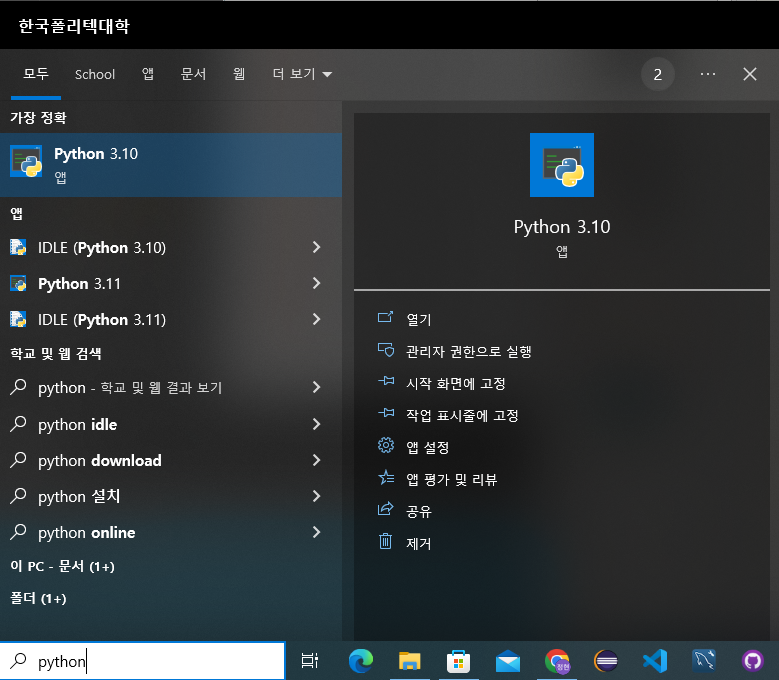 한국폴리텍대학
모두 School 앱 문서 웹 더 보기 2
가장 정확
Python 3.10
앱
앱
IDLE (Python 3.10)
Python 3.11
IDLE (Python 3.11)
학교 및 웹 검색
python - 학교 및 웹 결과 보기
python idle
python download
python 설치
python online
이 PC - 문서 (1+)
폴더 (1+)
Python 3.10
앱
열기
관리자 권한으로 실행
시작 화면에 고정
작업 표시줄에 고정
앱 설정
앱 평가 및 리뷰
공유
제거
python